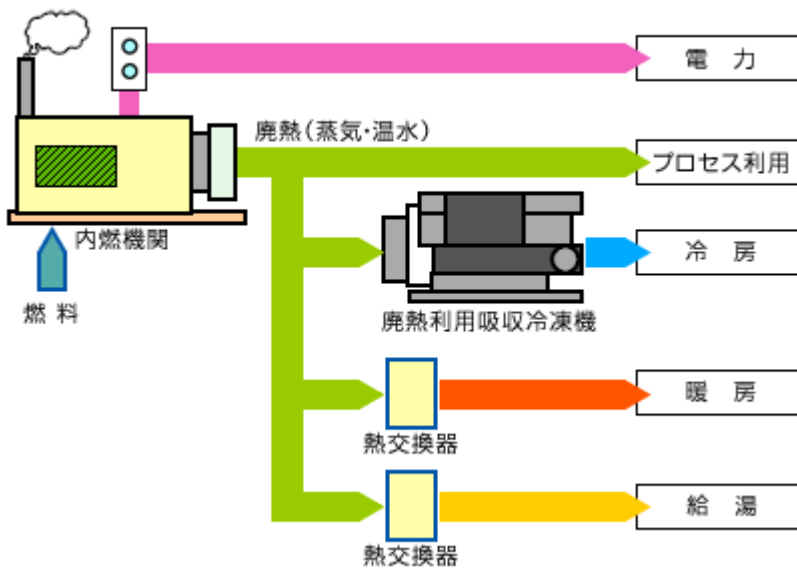 電　力
廃熱(蒸気・温水)
プロセス利用
内燃機関
冷　房
燃 料
廃熱利用吸収冷凍機
暖　房
熱交換器
給　湯
熱交換器